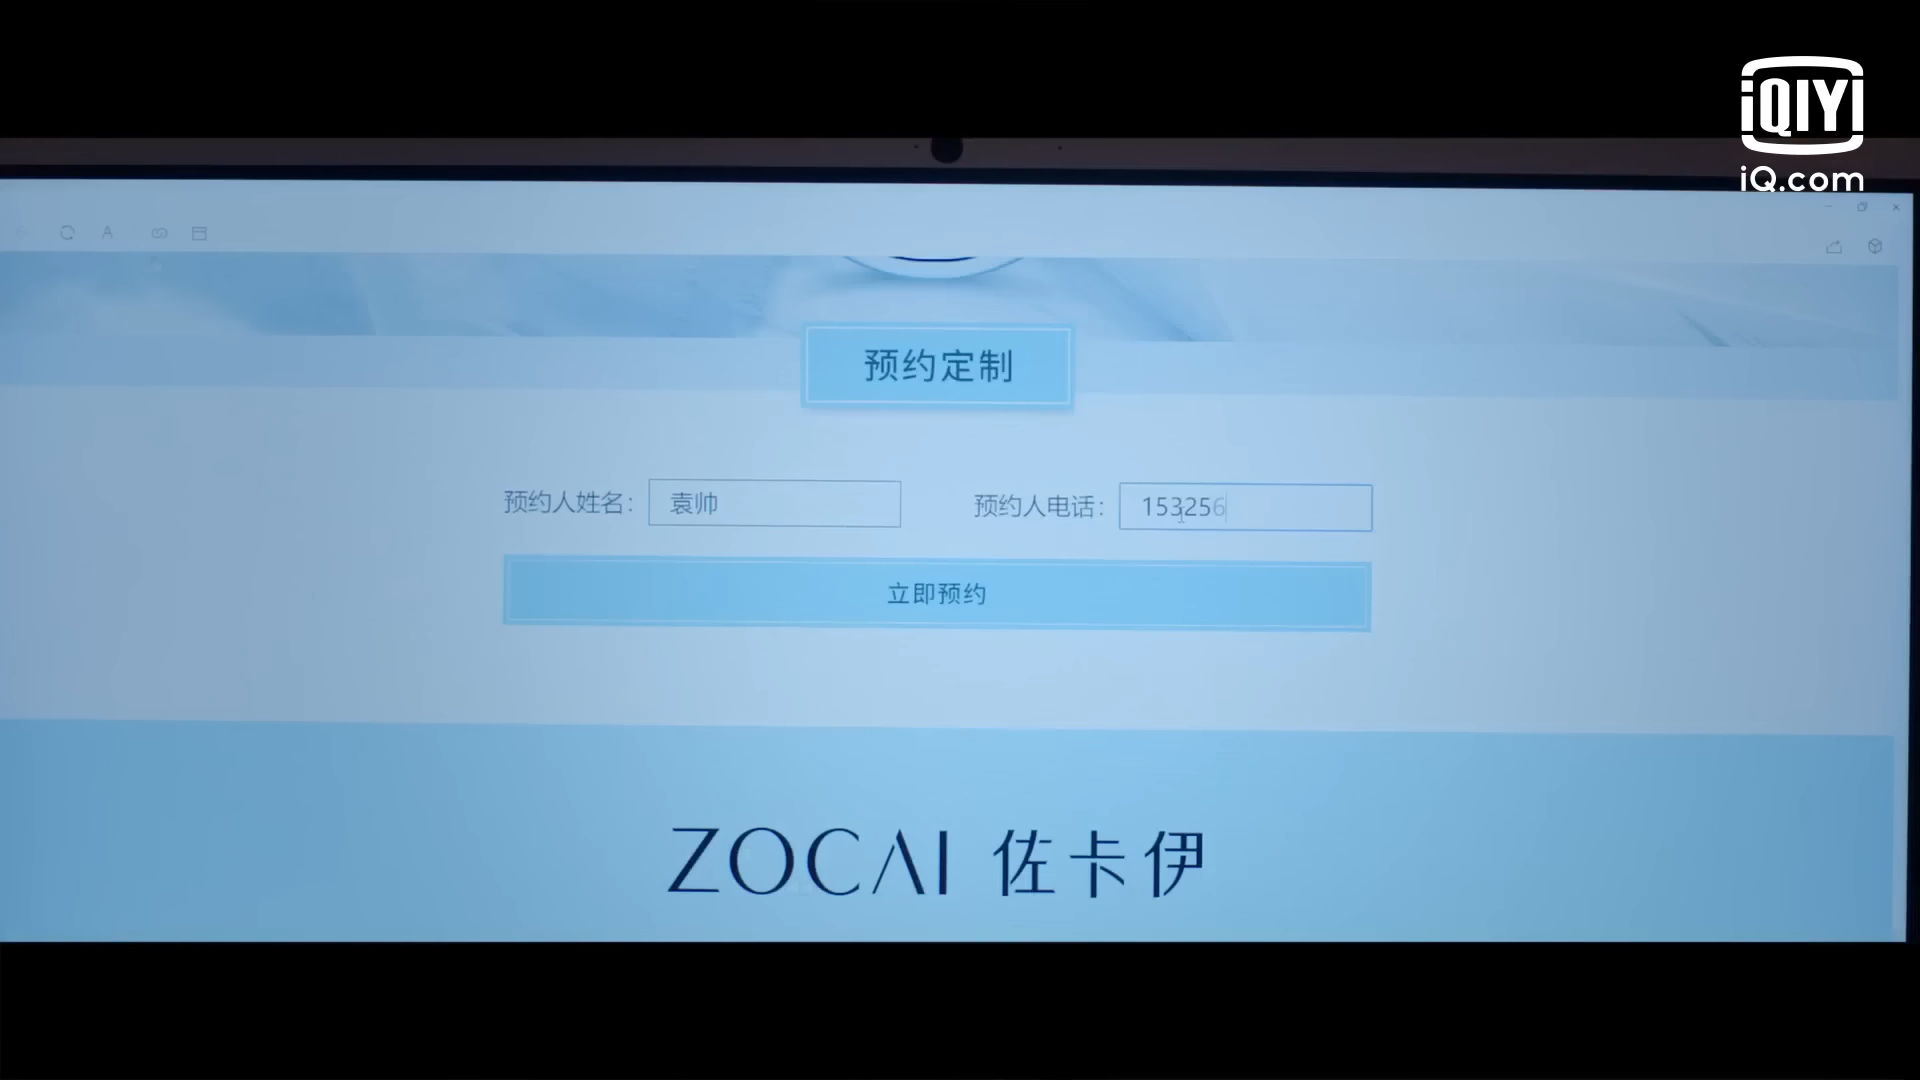 iQIYI
iQ.com
预约定制
预约人姓名: 袁帅
预约人电话: 153256
立即预约
ZOCAI 佐卡伊